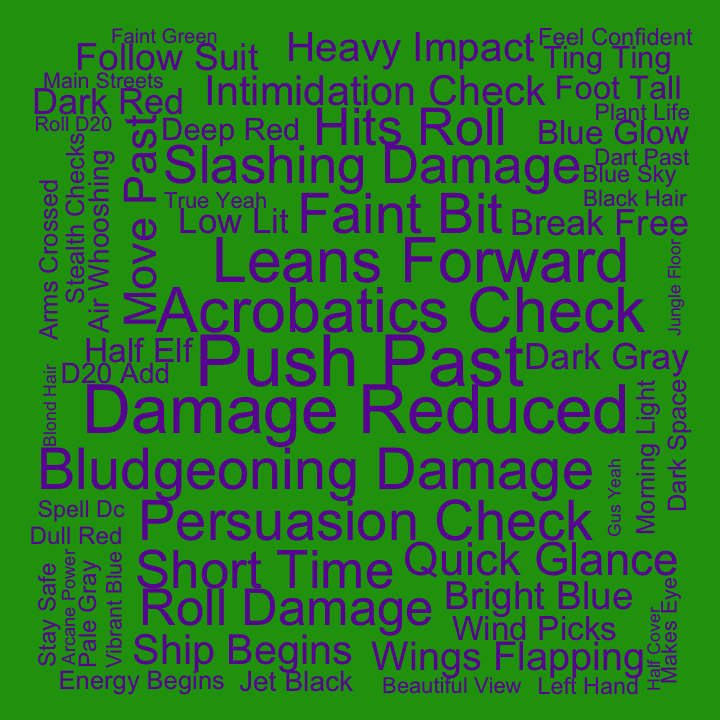 Faint Green
Feel Confident
Follow Suit
Heavy Impact
Ting Ting
Main Streets
Intimidation Check
Foot Tall
Dark Red
Plant Life
Roll D20
Deep Red
Hits Roll
Blue Glow
Slashing Damage
Dart Past
Blue Sky
Stealth Checks
Air Whooshing
Arms Crossed
Move Past
True Yeah
Black Hair
Low Lit
Faint Bit
Break Free
Leans Forward
Jungle Floor
Acrobatics Check
Half Elf
Push Past
Dark Gray
D20 Add
Blond Hair
Damage Reduced
Morning Light
Dark Space
Bludgeoning Damage
Gus Yeah
Spell Dc
Persuasion Check
Dull Red
Short Time
Quick Glance
Stay Safe
Arcane Power
Pale Gray
Vibrant Blue
Roll Damage
Bright Blue
Wind Picks
Ship Begins
Wings Flapping
Half Cover
Makes Eye
Energy Begins
Jet Black
Beautiful View
Left Hand